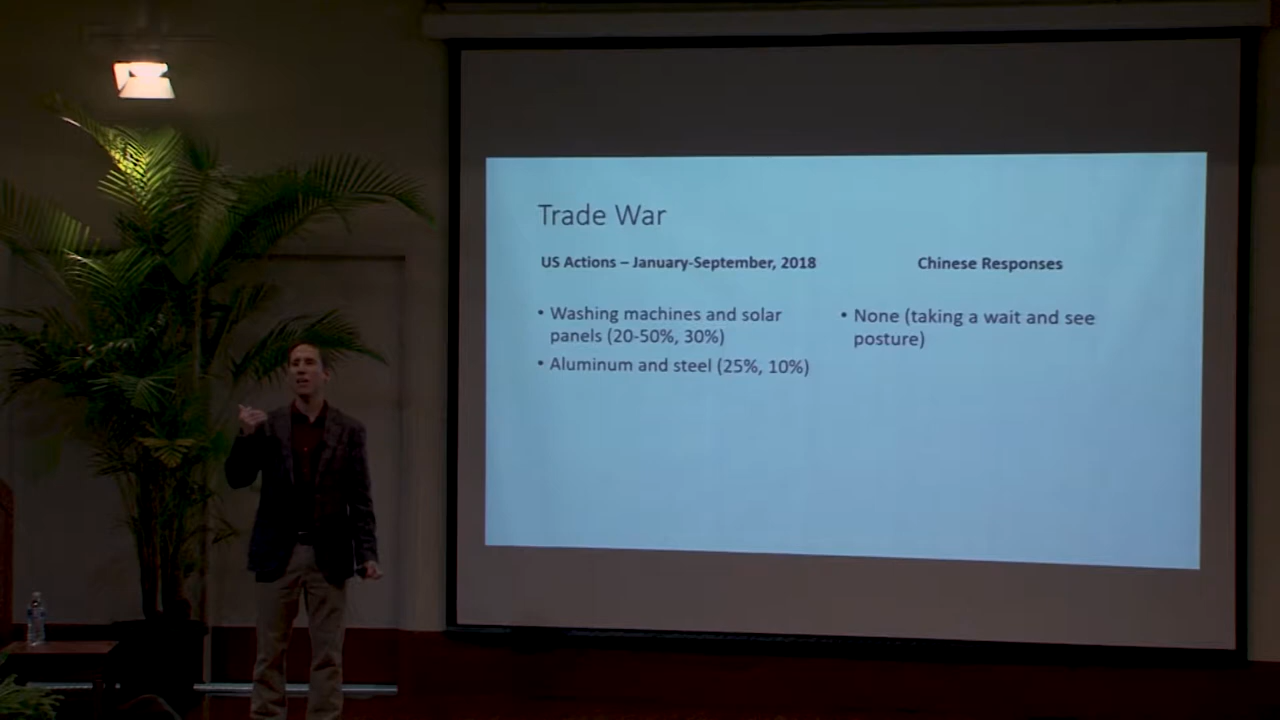 Trade War
US Actions – January-September, 2018
• Washing machines and solar
panels (20-50%, 30%)
• Aluminum and steel (25%, 10%)
Chinese Responses
• None (taking a wait and see
posture)